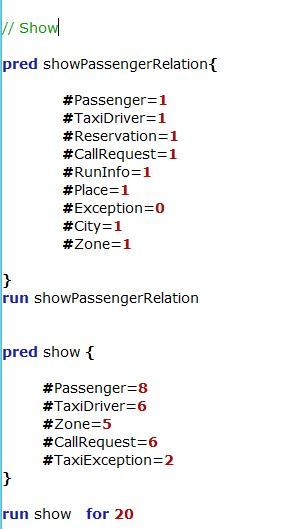 // Show
pred showPassengerRelation{
#Passenger=1
#TaxiDriver=1
#Reservation=1
#CallRequest=1
#RunInfo=1
#Place=1
#Exception=0
#City=1
#Zone=1
}
run showPassengerRelation
pred show {
#Passenger=8
#TaxiDriver=6
#Zone=5
#CallRequest=6
#TaxiException=2
}
run show for 20